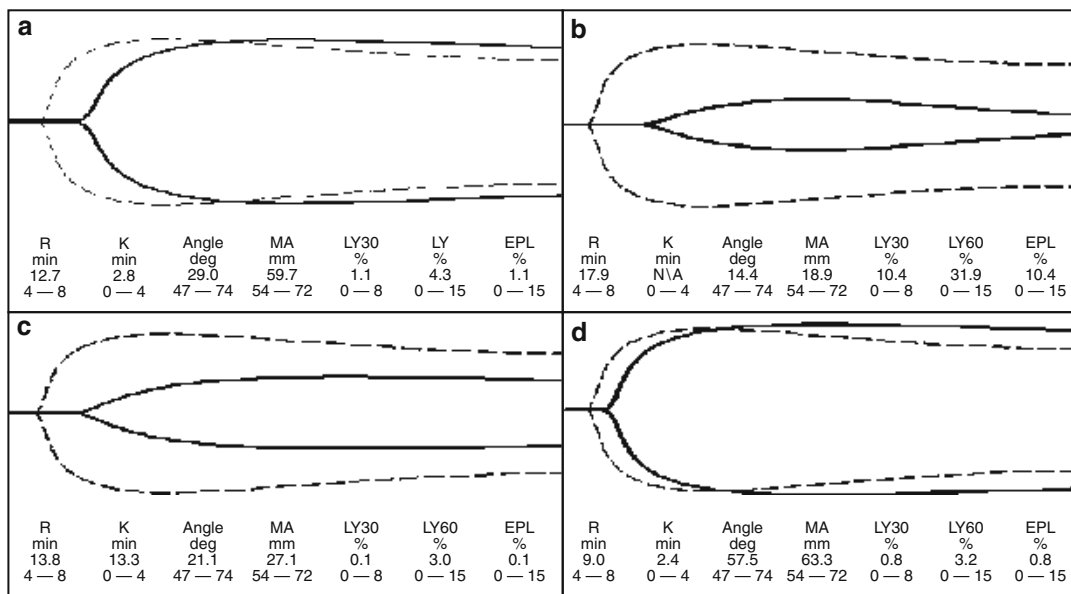 a
R K Angle MA LY30 LY EPL
min min deg mm % % %
12.7 2.8 29.0 59.7 1.1 4.3 1.1
4 — 8 0 — 4 47 — 74 54 — 72 0 — 8 0 — 15 0 — 15
b
R K Angle MA LY30 LY60 EPL
min min deg mm % % %
17.9 N\A 14.4 18.9 10.4 31.9 10.4
4 — 8 0 — 4 47 — 74 54 — 72 0 — 8 0 — 15 0 — 15
c
R K Angle MA LY30 LY60 EPL
min min deg mm % % %
13.8 13.3 21.1 27.1 0.1 3.0 0.1
4 — 8 0 — 4 47 — 74 54 — 72 0 — 8 0 — 15 0 — 15
d
R K Angle MA LY30 LY60 EPL
min min deg mm % % %
9.0 2.4 57.5 63.3 0.8 3.2 0.8
4 — 8 0 — 4 47 — 74 54 — 72 0 — 8 0 — 15 0 — 15